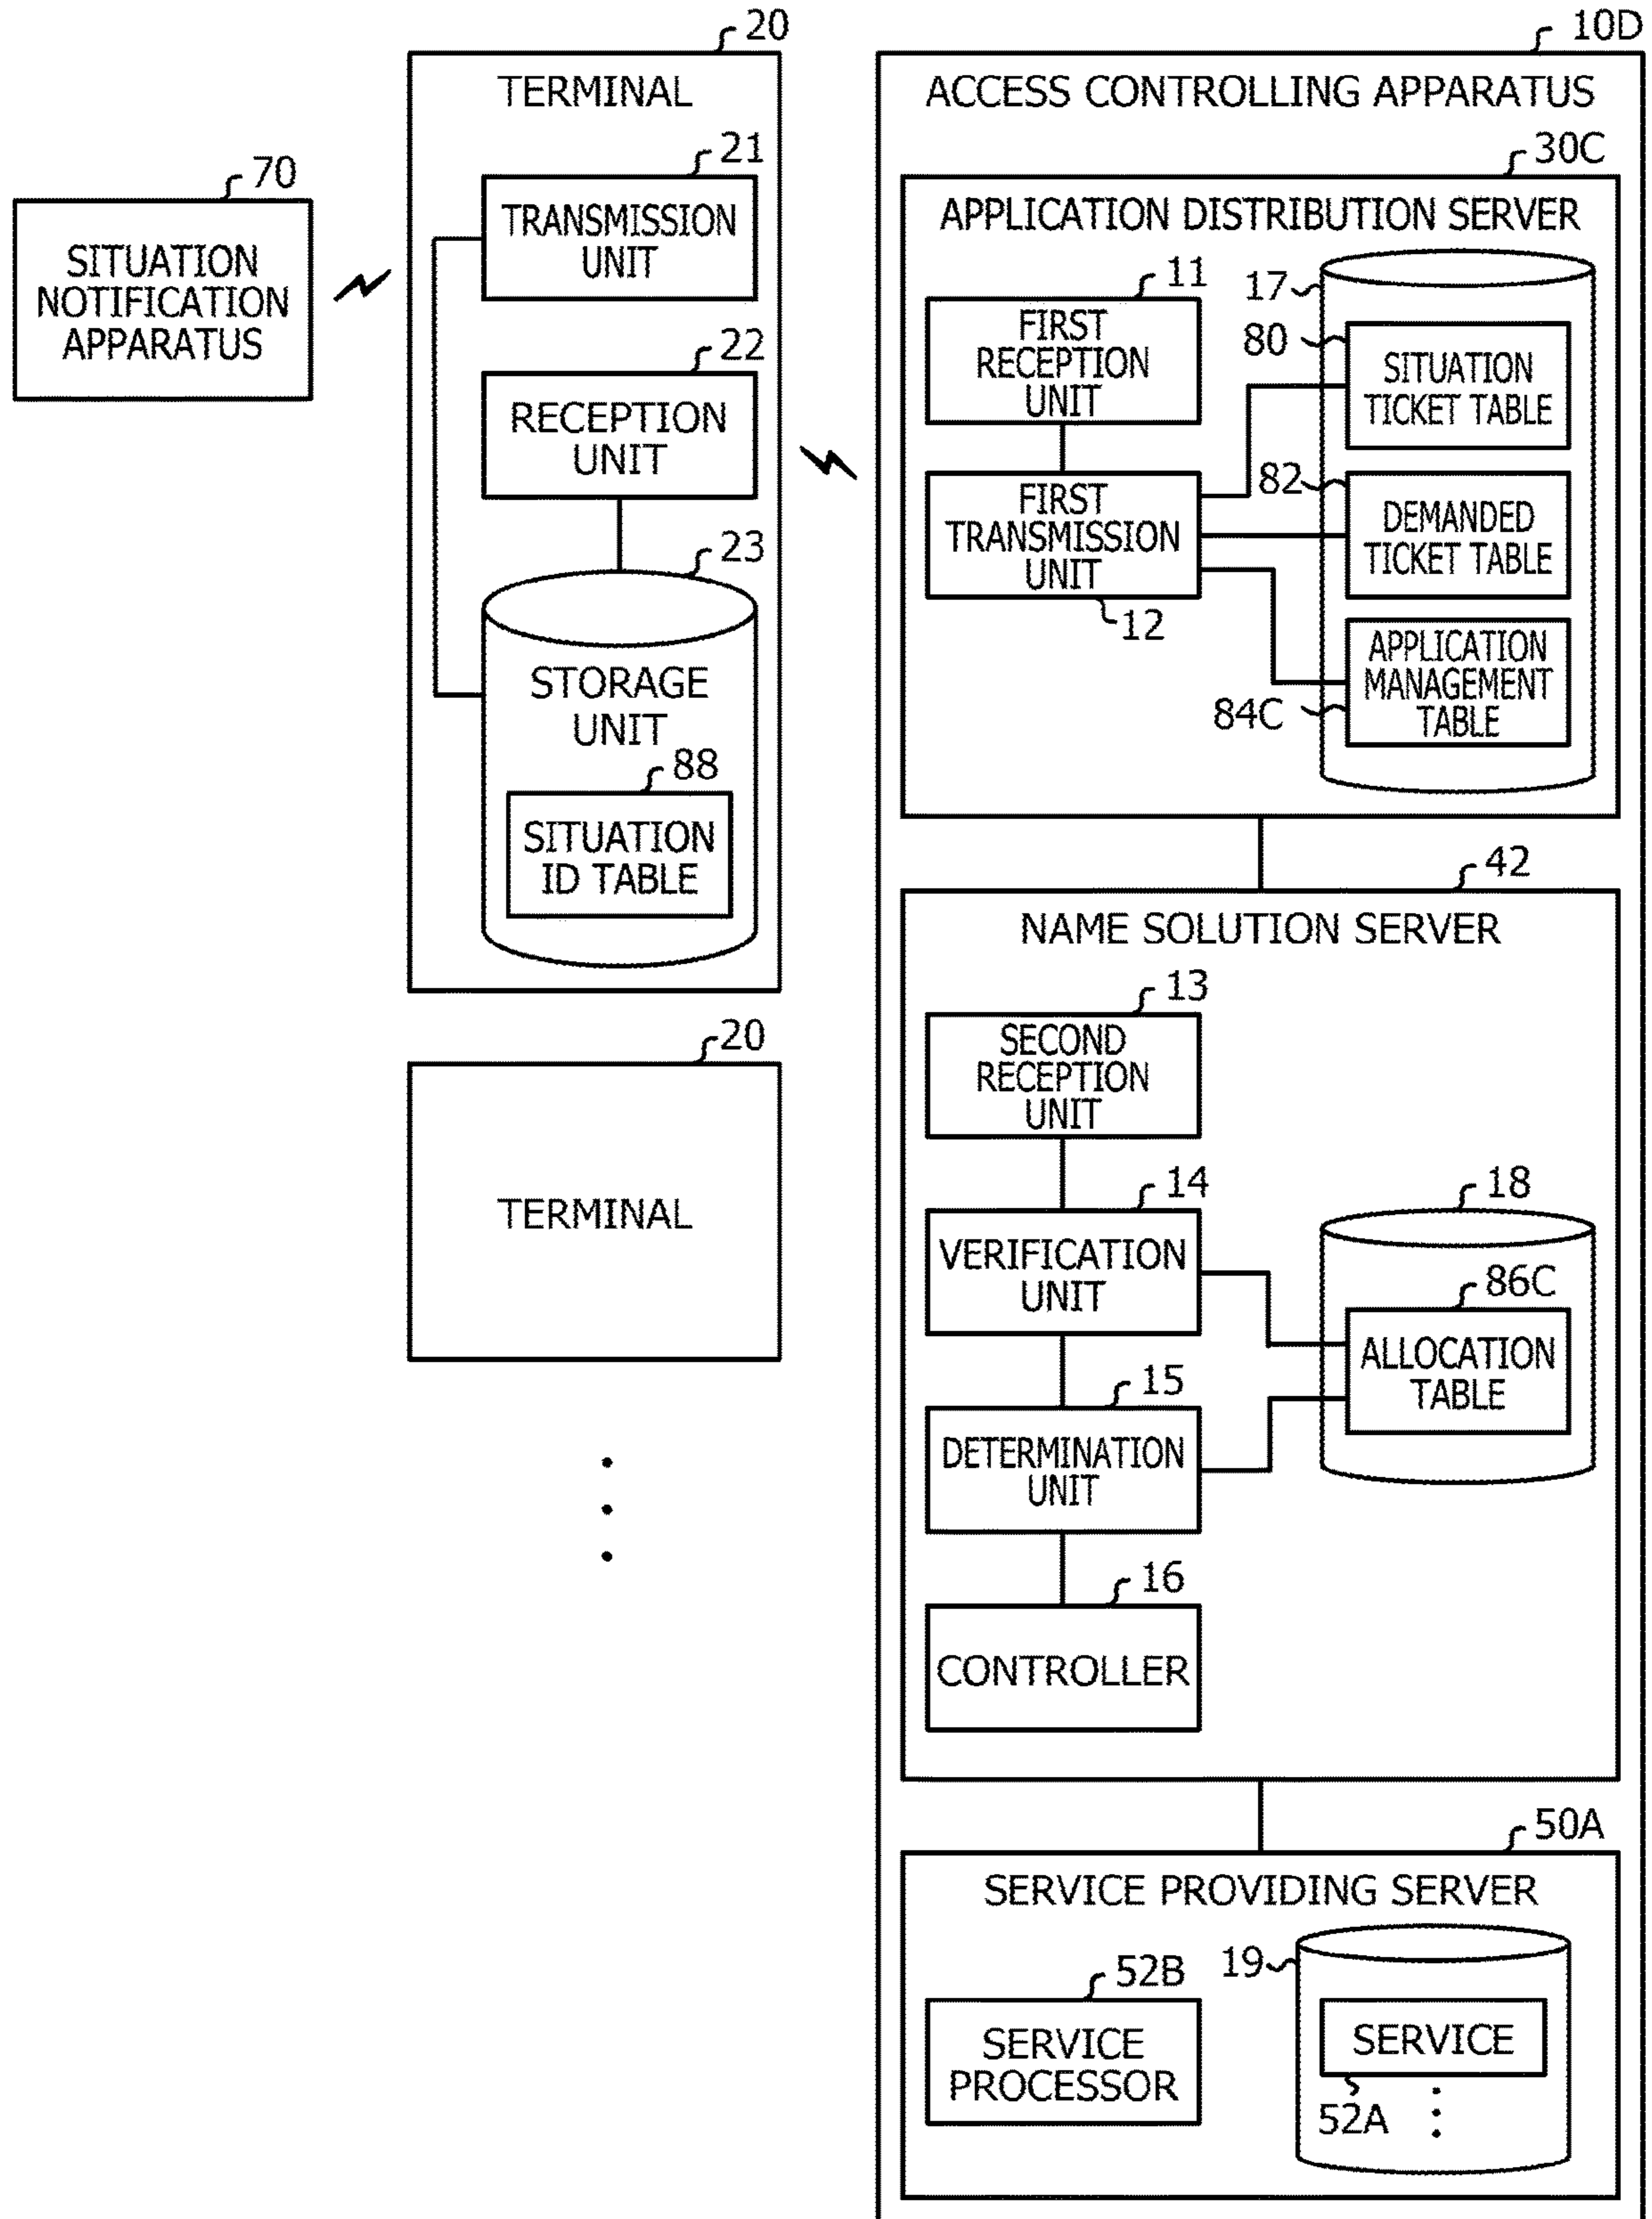 70
SITUATION
NOTIFICATION
APPARATUS
20
TERMINAL
21
TRANSMISSION
UNIT
22
RECEPTION
UNIT
23
STORAGE
UNIT
88
SITUATION
ID TABLE
20
TERMINAL
10D
ACCESS CONTROLLING APPARATUS
30C
APPLICATION DISTRIBUTION SERVER
11
FIRST
RECEPTION
UNIT
FIRST
TRANSMISSION
UNIT
12
17
80
SITUATION
TICKET TABLE
82
DEMANDED
TICKET TABLE
APPLICATION
MANAGEMENT
TABLE
84C
42
NAME SOLUTION SERVER
13
SECOND
RECEPTION
UNIT
14
VERIFICATION
UNIT
15
DETERMINATION
UNIT
16
CONTROLLER
18
86C
ALLOCATION
TABLE
50A
SERVICE PROVIDING SERVER
52B
SERVICE
PROCESSOR
19
SERVICE
52A